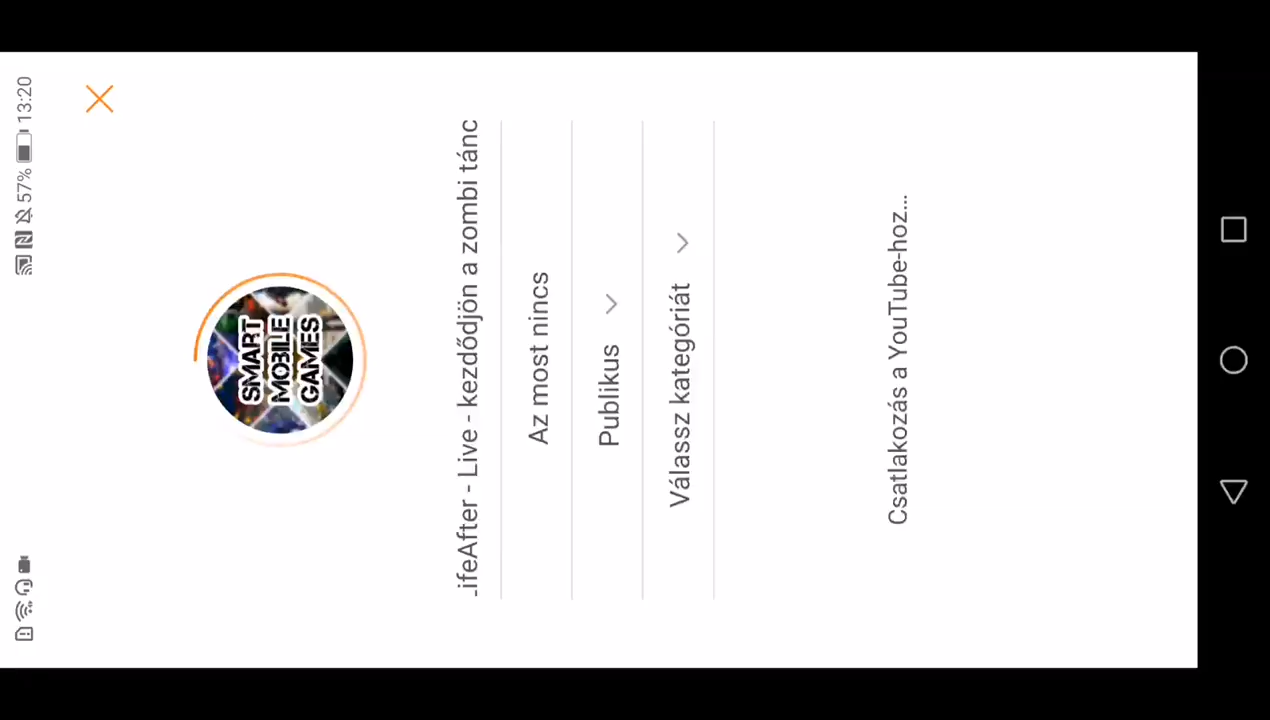 57% 13:20
SMART
MOBILE
GAMES
ifeAfter - Live - kezdődjön a zombi tánc
Az most nincs
Publikus
Válassz kategóriát
Csatlakozás a YouTube-hoz...